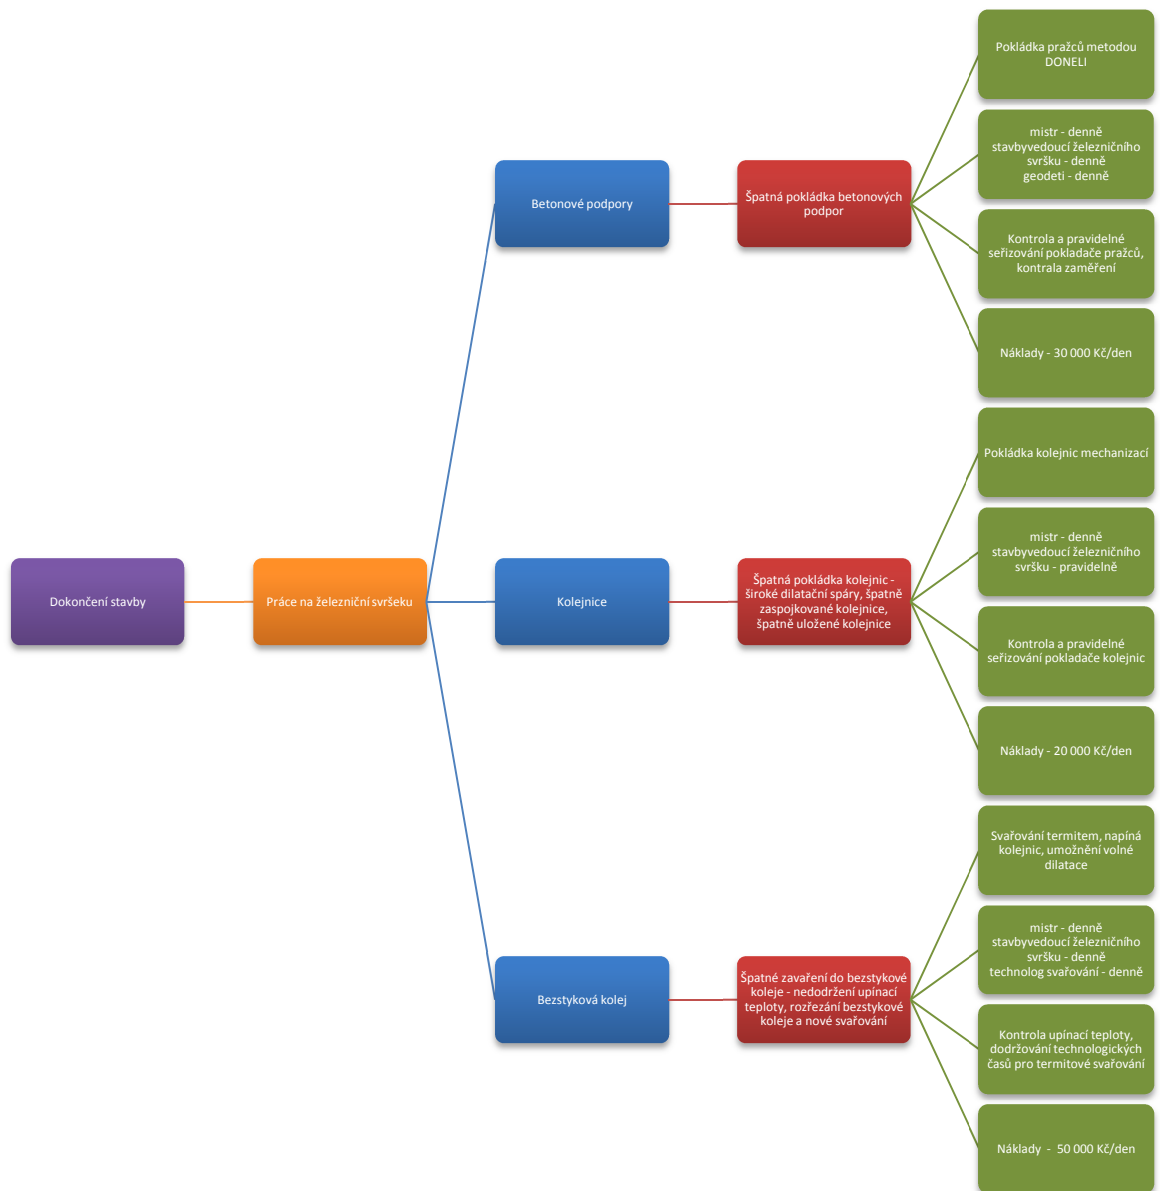 Dokončení stavby
Práce na železniční svršeku
Betonové podpory
Špatná pokládka betonových
podpor
Pokládka pražců metodou
DONELI
mistr - denně
stavbyvedoucí železničního
svršku - denně
geodeti - denně
Kontrola a pravidelné
seřizování pokladače pražců,
kontrala zaměření
Náklady - 30 000 Kč/den
Kolejnice
Špatná pokládka kolejnic -
široké dilatační spáry, špatně
zaspojkované kolejnice,
špatně uložené kolejnice
Pokládka kolejnic mechanizací
mistr - denně
stavbyvedoucí železničního
svršku - pravidelně
Kontrola a pravidelné
seřizování pokladače kolejnic
Náklady - 20 000 Kč/den
Bezstyková kolej
Špatné zavaření do bezstykové
koleje - nedodržení upínací
teploty, rozřezání bezstykové
koleje a nové svařování
Svařování termitem, napíná
kolejnic, umožnění volné
dilatace
mistr - denně
stavbyvedoucí železničního
svršku - denně
technolog svařování - denně
Kontrola upínací teploty,
dodržování technologických
časů pro termitové svařování
Náklady  -  50 000 Kč/den